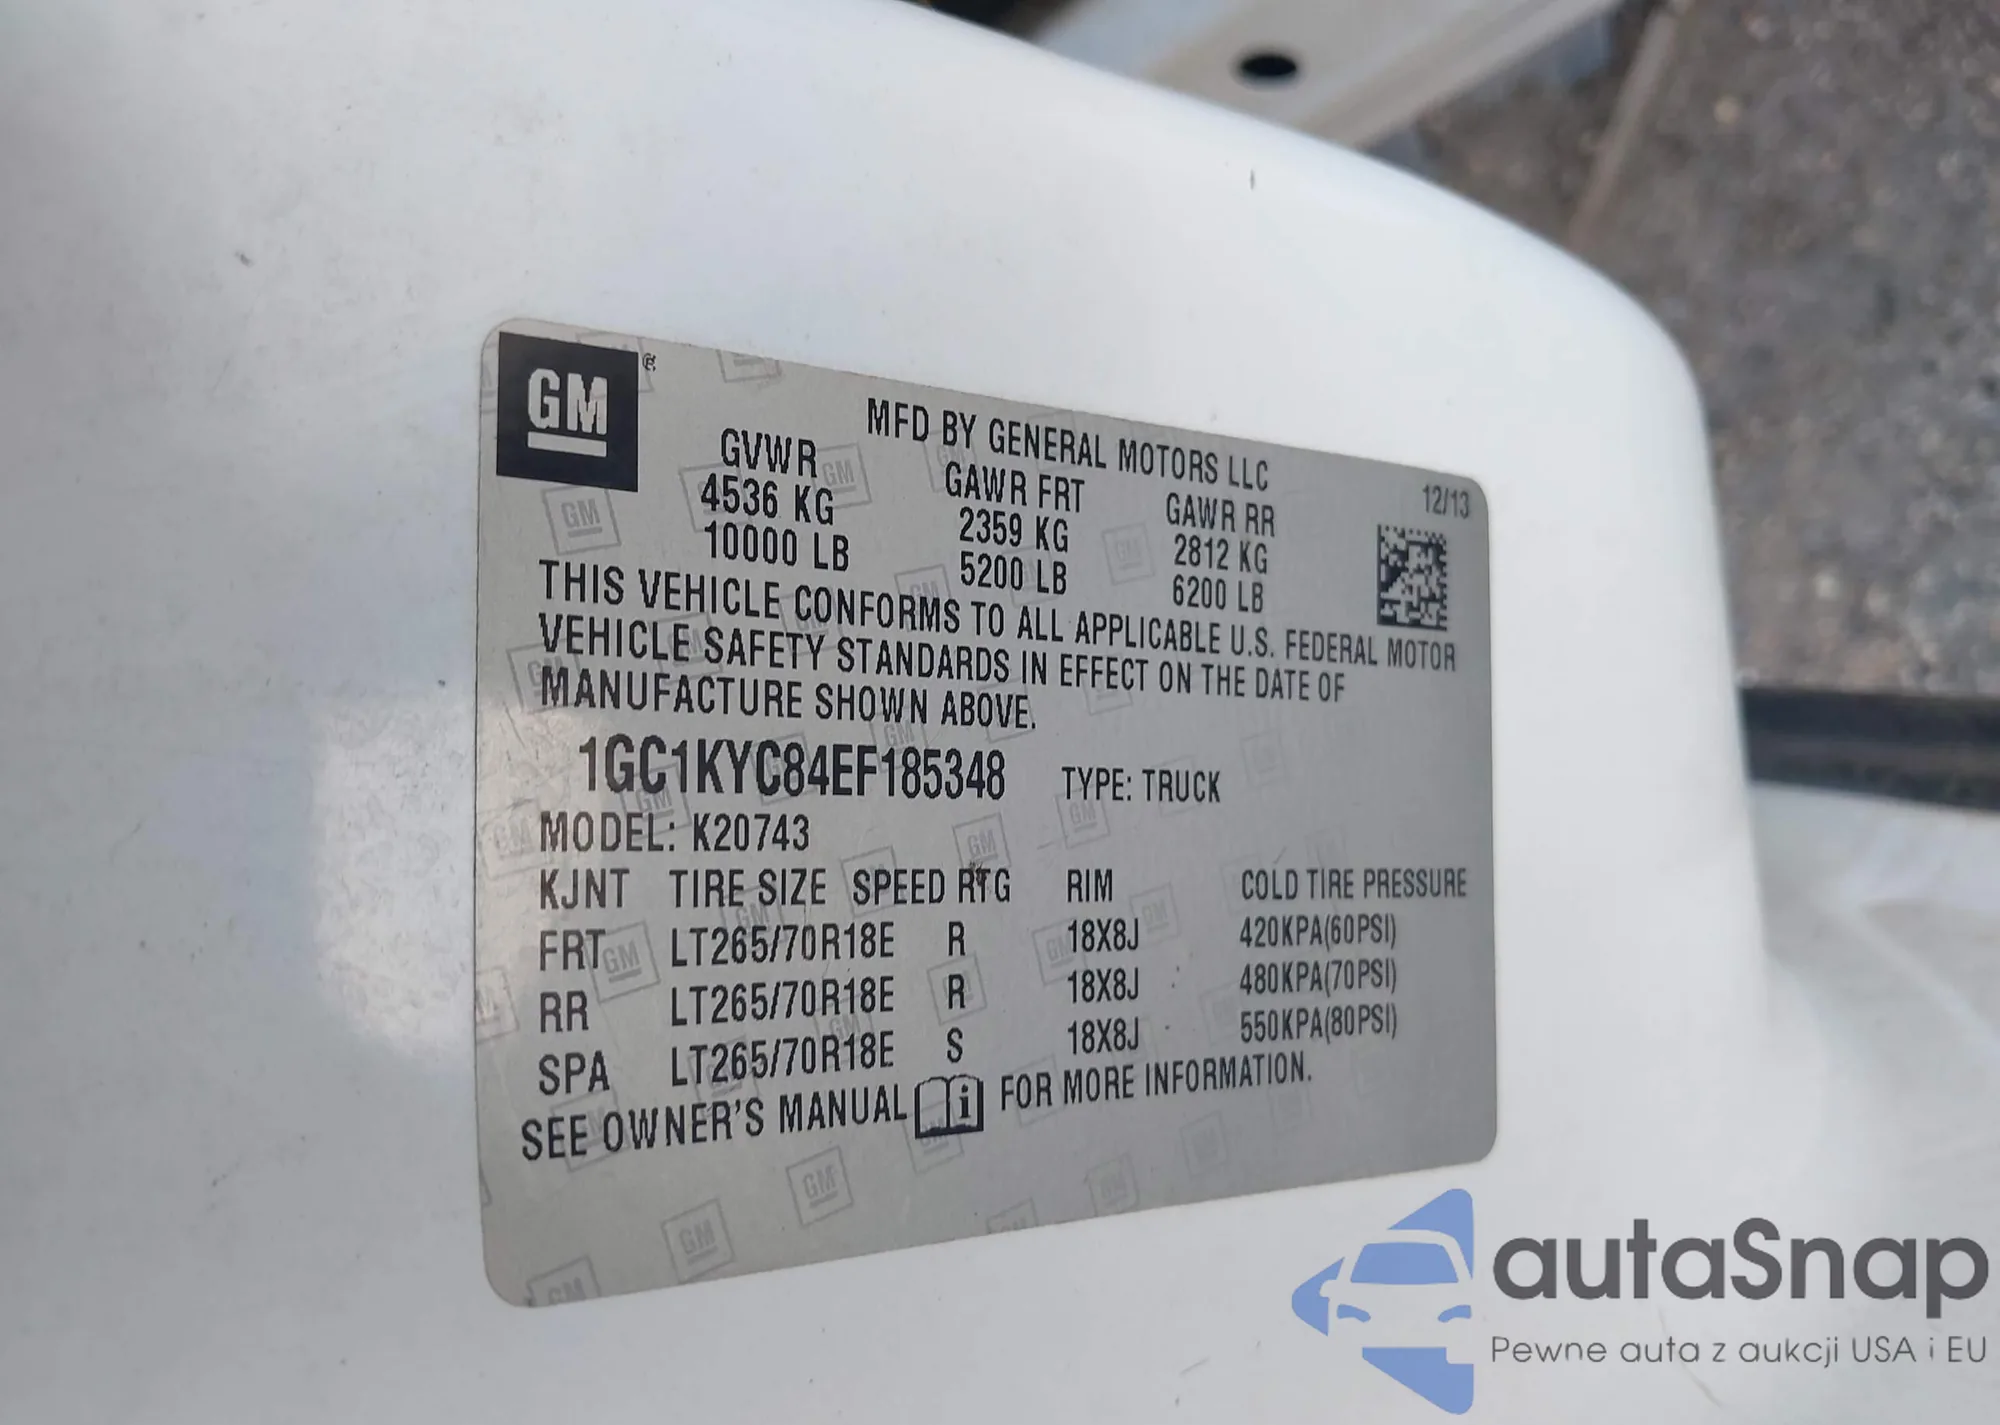 GM
MFD BY GENERAL MOTORS LLC
12/13
GVWR GAWR FRT GAWR RR
4536 KG 2359 KG 2812 KG
10000 LB 5200 LB 6200 LB
THIS VEHICLE CONFORMS TO ALL APPLICABLE U.S. FEDERAL MOTOR
VEHICLE SAFETY STANDARDS IN EFFECT ON THE DATE OF
MANUFACTURE SHOWN ABOVE.
1GC1KYC84EF185348 TYPE: TRUCK
MODEL: K20743
KJNT TIRE SIZE SPEED RTG RIM COLD TIRE PRESSURE
FRT LT265/70R18E R 18X8J 420KPA(60PSI)
RR LT265/70R18E R 18X8J 480KPA(70PSI)
SPA LT265/70R18E S 18X8J 550KPA(80PSI)
SEE OWNER'S MANUAL i FOR MORE INFORMATION.
autaSnap
Pewne auta z aukcji USA i EU